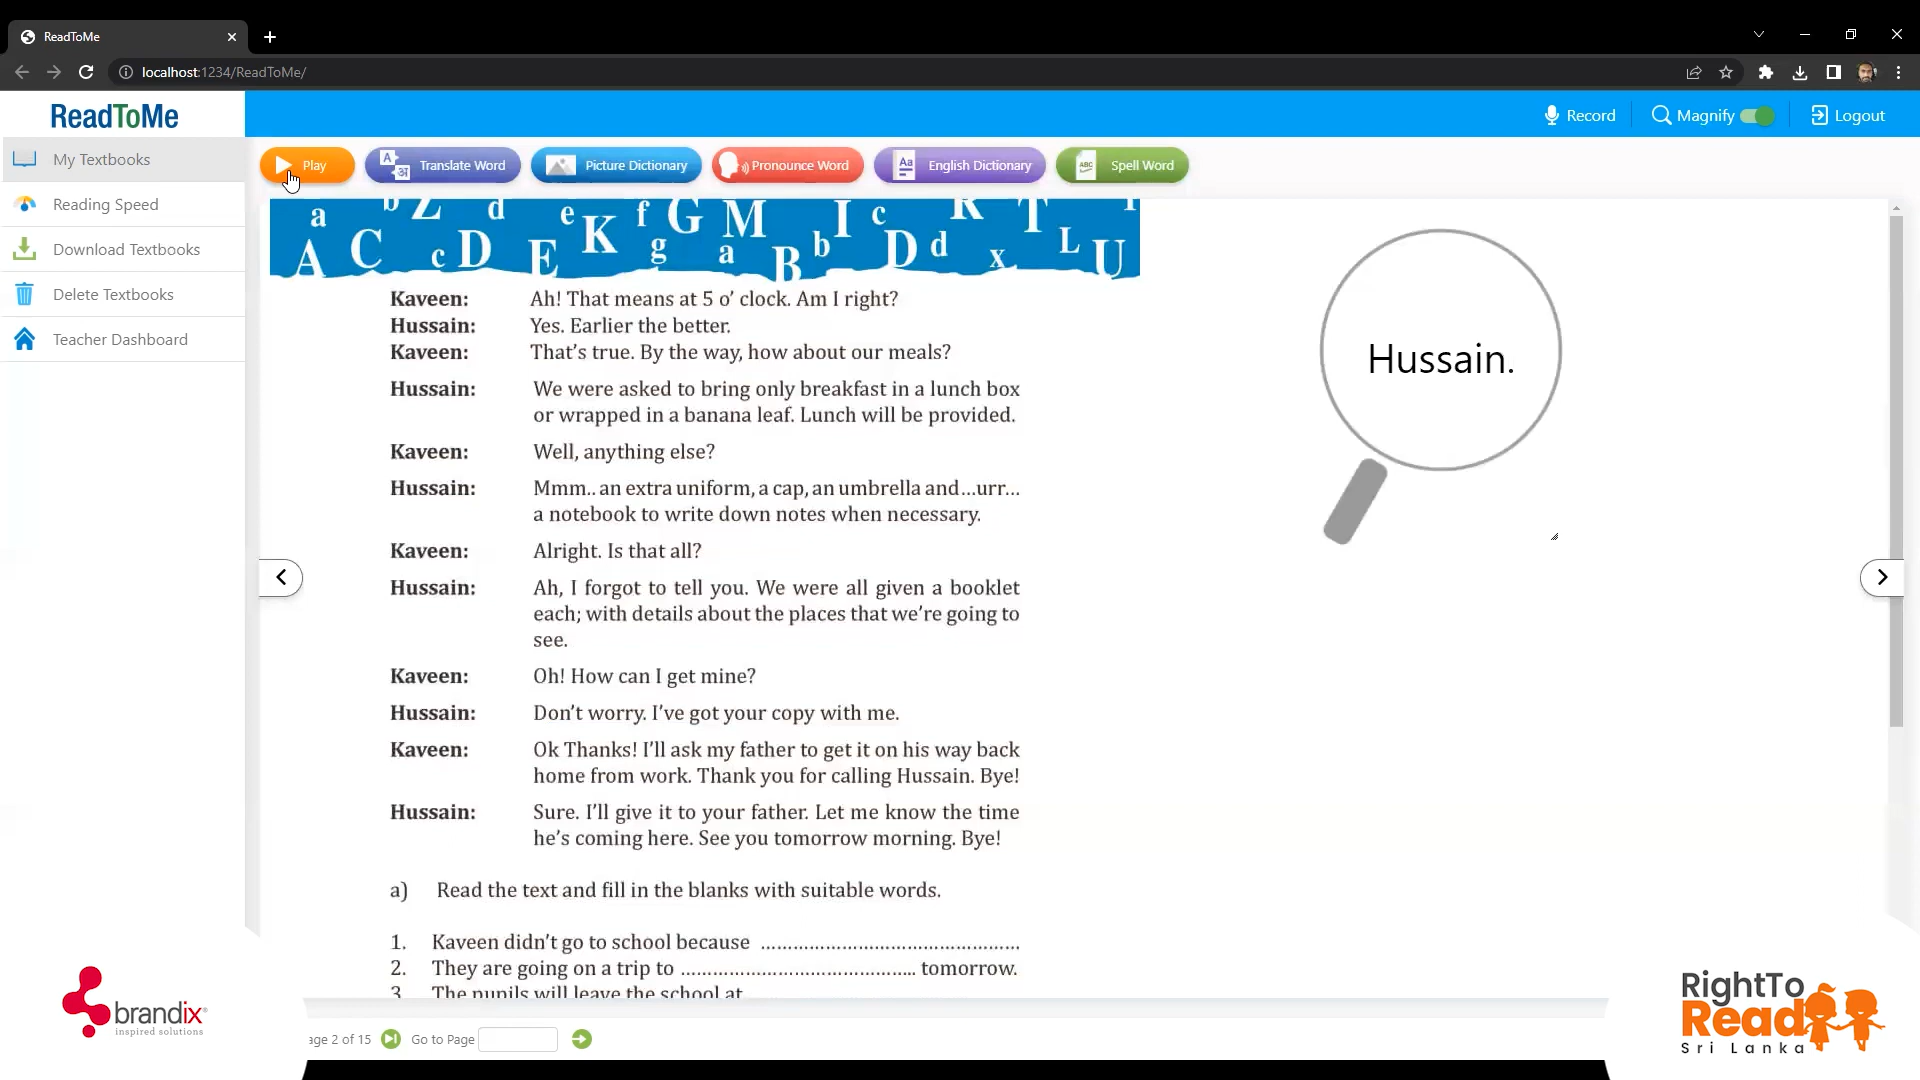 ReadToMe
localhost:1234/ReadToMe/
ReadToMe
Record
Magnify
Logout
My Textbooks
Reading Speed
Download Textbooks
Delete Textbooks
Teacher Dashboard
Play
Translate Word
Picture Dictionary
Pronounce Word
English Dictionary
Spell Word
Kaveen: Ah! That means at 5 o’ clock. Am I right?
Hussain: Yes. Earlier the better.
Kaveen: That’s true. By the way, how about our meals?
Hussain: We were asked to bring only breakfast in a lunch box
or wrapped in a banana leaf. Lunch will be provided.
Kaveen: Well, anything else?
Hussain: Mmm.. an extra uniform, a cap, an umbrella and...urr...
a notebook to write down notes when necessary.
Kaveen: Alright. Is that all?
Hussain: Ah, I forgot to tell you. We were all given a booklet
each; with details about the places that we’re going to
see.
Kaveen: Oh! How can I get mine?
Hussain: Don’t worry. I’ve got your copy with me.
Kaveen: Ok Thanks! I’ll ask my father to get it on his way back
home from work. Thank you for calling Hussain. Bye!
Hussain: Sure. I’ll give it to your father. Let me know the time
he’s coming here. See you tomorrow morning. Bye!
a) Read the text and fill in the blanks with suitable words.
1. Kaveen didn’t go to school because ............................................
2. They are going on a trip to ........................................ tomorrow.
3. The pupils will leave the school at
Hussain.
age 2 of 15
Go to Page
brandix
inspired solutions
RightTo
Read
Sri Lanka